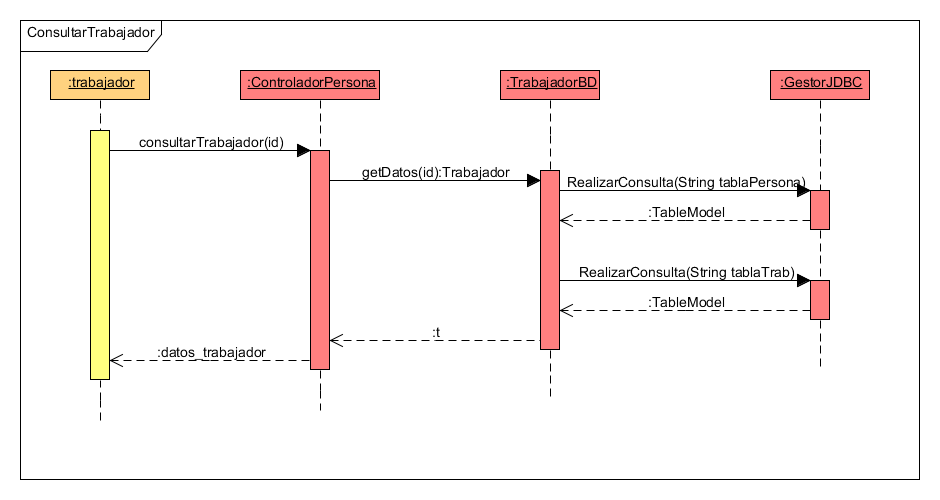 ConsultarTrabajador
:trabajador
:ControladorPersona
:TrabajadorBD
:GestorJDBC
consultarTrabajador(id)
getDatos(id):Trabajador
RealizarConsulta(String tablaPersona)
:TableModel
RealizarConsulta(String tablaTrab)
:TableModel
:t
:datos_trabajador